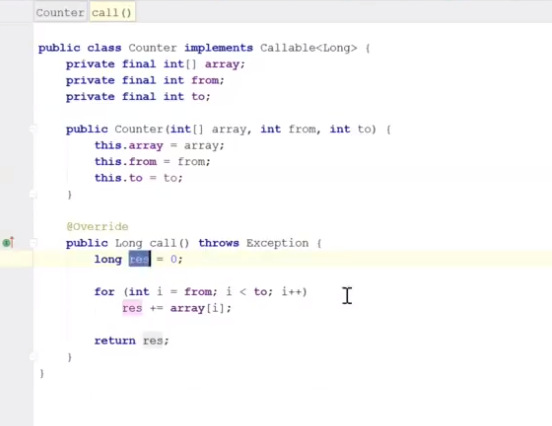 Counter call()
public class Counter implements Callable<Long> {
    private final int[] array;
    private final int from;
    private final int to;

    public Counter(int[] array, int from, int to) {
        this.array = array;
        this.from = from;
        this.to = to;
    }

    @Override
    public Long call() throws Exception {
        long res = 0;

        for (int i = from; i < to; i++)
            res += array[i];

        return res;
    }
}